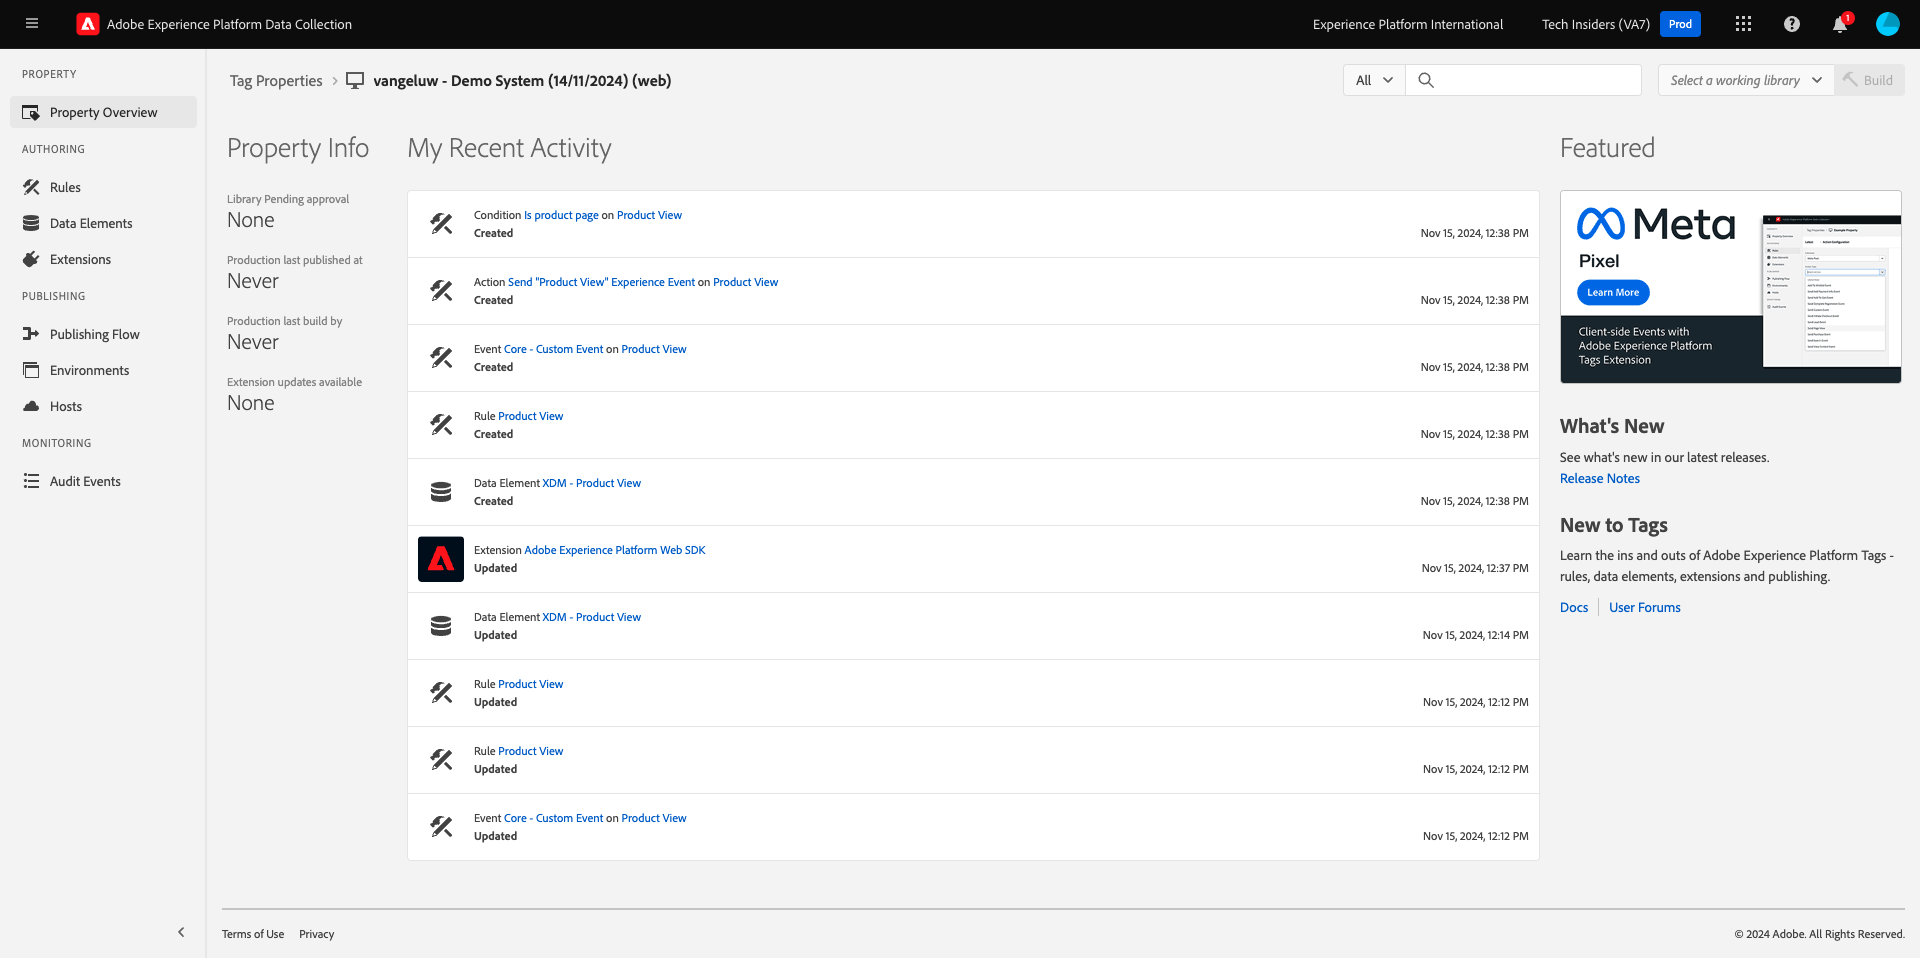 Adobe Experience Platform Data Collection
Experience Platform International
Tech Insiders (VA7)
Prod
1
PROPERTY
Property Overview
AUTHORING
Rules
Data Elements
Extensions
PUBLISHING
Publishing Flow
Environments
Hosts
MONITORING
Audit Events
Tag Properties
vangeluw - Demo System (14/11/2024) (web)
All
Select a working library
Build
Property Info
Library Pending approval
None
Production last published at
Never
Production last build by
Never
Extension updates available
None
My Recent Activity
Condition Is product page on Product View
Created
Nov 15, 2024, 12:38 PM
Action Send "Product View" Experience Event on Product View
Created
Nov 15, 2024, 12:38 PM
Event Core - Custom Event on Product View
Created
Nov 15, 2024, 12:38 PM
Rule Product View
Created
Nov 15, 2024, 12:38 PM
Data Element XDM - Product View
Created
Nov 15, 2024, 12:38 PM
Extension Adobe Experience Platform Web SDK
Updated
Nov 15, 2024, 12:37 PM
Data Element XDM - Product View
Updated
Nov 15, 2024, 12:14 PM
Rule Product View
Updated
Nov 15, 2024, 12:12 PM
Rule Product View
Updated
Nov 15, 2024, 12:12 PM
Event Core - Custom Event on Product View
Updated
Nov 15, 2024, 12:12 PM
Featured
Meta
Pixel
Learn More
Client-side Events with
Adobe Experience Platform
Tags Extension
What's New
See what's new in our latest releases.
Release Notes
New to Tags
Learn the ins and outs of Adobe Experience Platform Tags -
rules, data elements, extensions and publishing.
Docs
User Forums
Terms of Use
Privacy
© 2024 Adobe. All Rights Reserved.